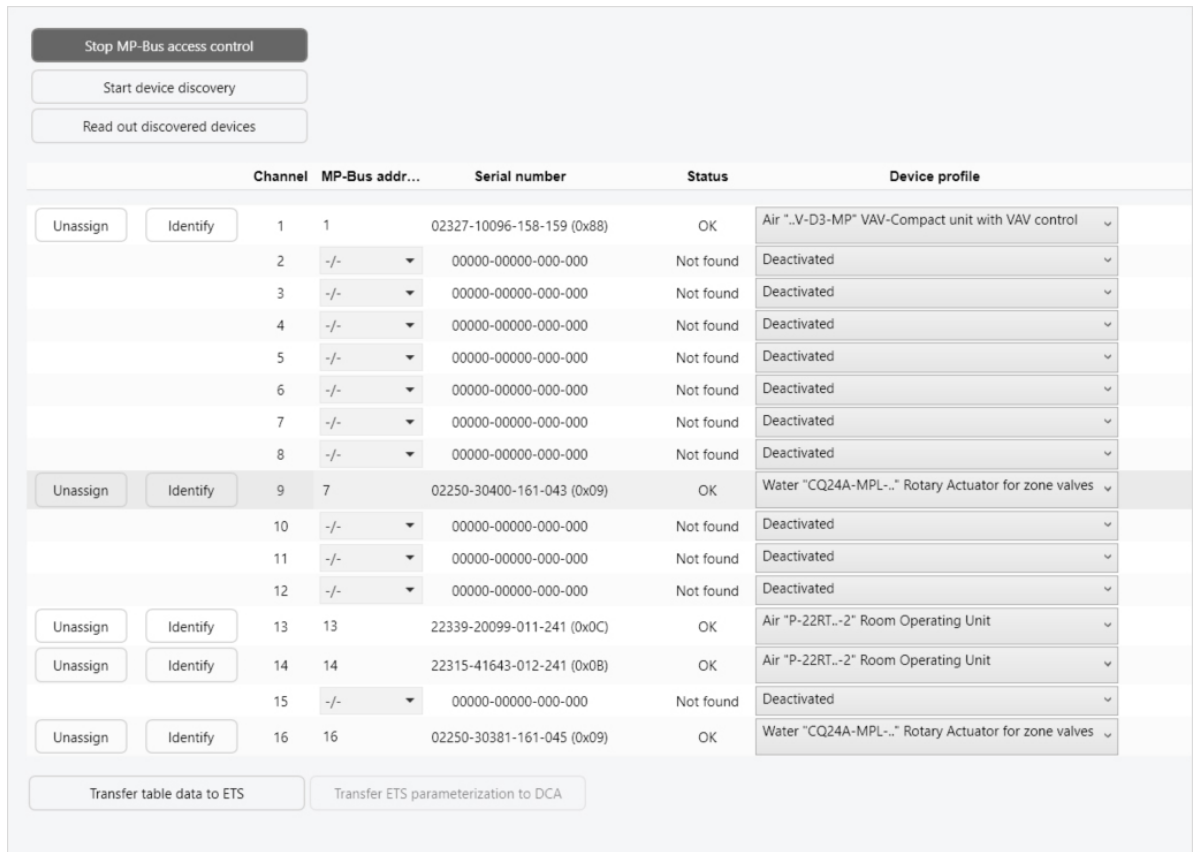 Stop MP-Bus access control
Start device discovery
Read out discovered devices
Channel MP-Bus addr... Serial number Status Device profile
Unassign Identify 1 1 02327-10096-158-159 (0x88) OK Air "..V-D3-MP" VAV-Compact unit with VAV control
2 -/- 00000-00000-000-000 Not found Deactivated
3 -/- 00000-00000-000-000 Not found Deactivated
4 -/- 00000-00000-000-000 Not found Deactivated
5 -/- 00000-00000-000-000 Not found Deactivated
6 -/- 00000-00000-000-000 Not found Deactivated
7 -/- 00000-00000-000-000 Not found Deactivated
8 -/- 00000-00000-000-000 Not found Deactivated
Unassign Identify 9 7 02250-30400-161-043 (0x09) OK Water "CQ24A-MPL-.." Rotary Actuator for zone valves
10 -/- 00000-00000-000-000 Not found Deactivated
11 -/- 00000-00000-000-000 Not found Deactivated
12 -/- 00000-00000-000-000 Not found Deactivated
Unassign Identify 13 13 22339-20099-011-241 (0x0C) OK Air "P-22RT..-2" Room Operating Unit
Unassign Identify 14 14 22315-41643-012-241 (0x0B) OK Air "P-22RT..-2" Room Operating Unit
15 -/- 00000-00000-000-000 Not found Deactivated
Unassign Identify 16 16 02250-30381-161-045 (0x09) OK Water "CQ24A-MPL-.." Rotary Actuator for zone valves
Transfer table data to ETS Transfer ETS parameterization to DCA